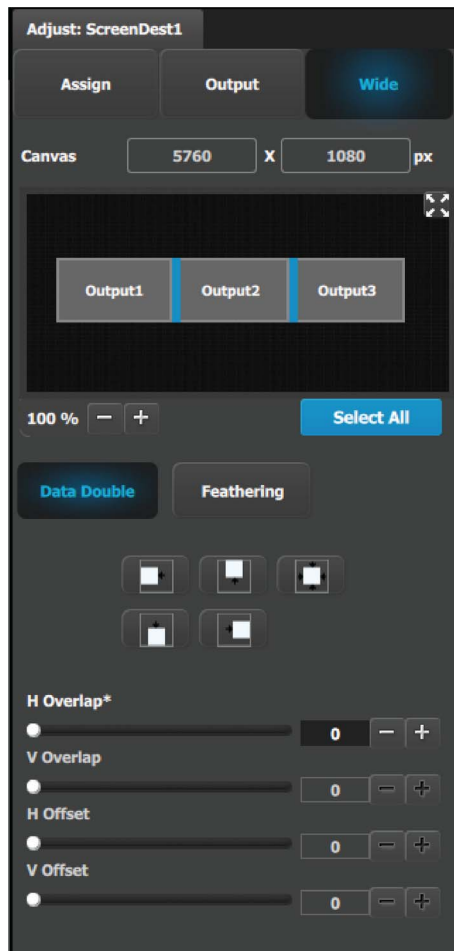 Adjust: ScreenDest1
Assign Output Wide
Canvas 5760 X 1080 px
Output1 Output2 Output3
100 % − + Select All
Data Double Feathering
H Overlap*
0 − +
V Overlap
0 − +
H Offset
0 − +
V Offset
0 − +